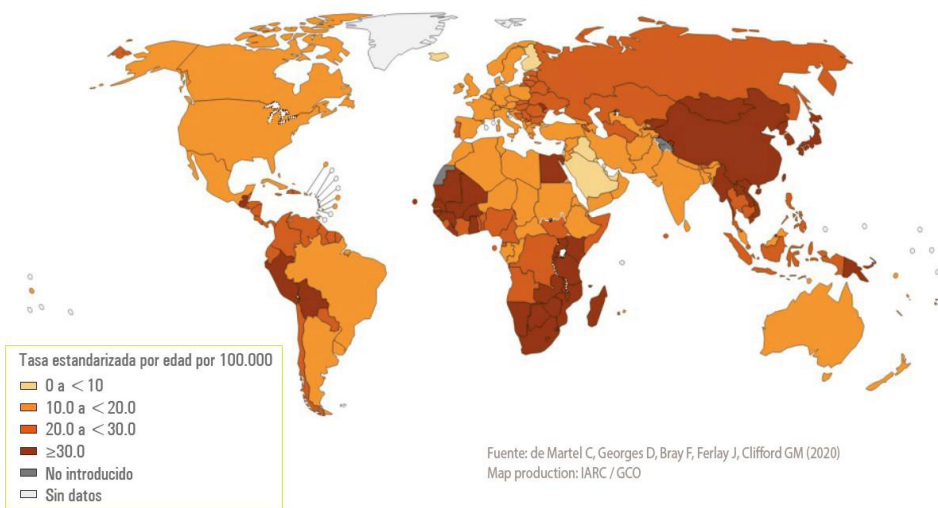 Tasa estandarizada por edad por 100.000
0 a < 10
10.0 a < 20.0
20.0 a < 30.0
≥30.0
No introducido
Sin datos
Fuente: de Martel C, Georges D, Bray F, Ferlay J, Clifford GM (2020)
Map production: IARC / GCO